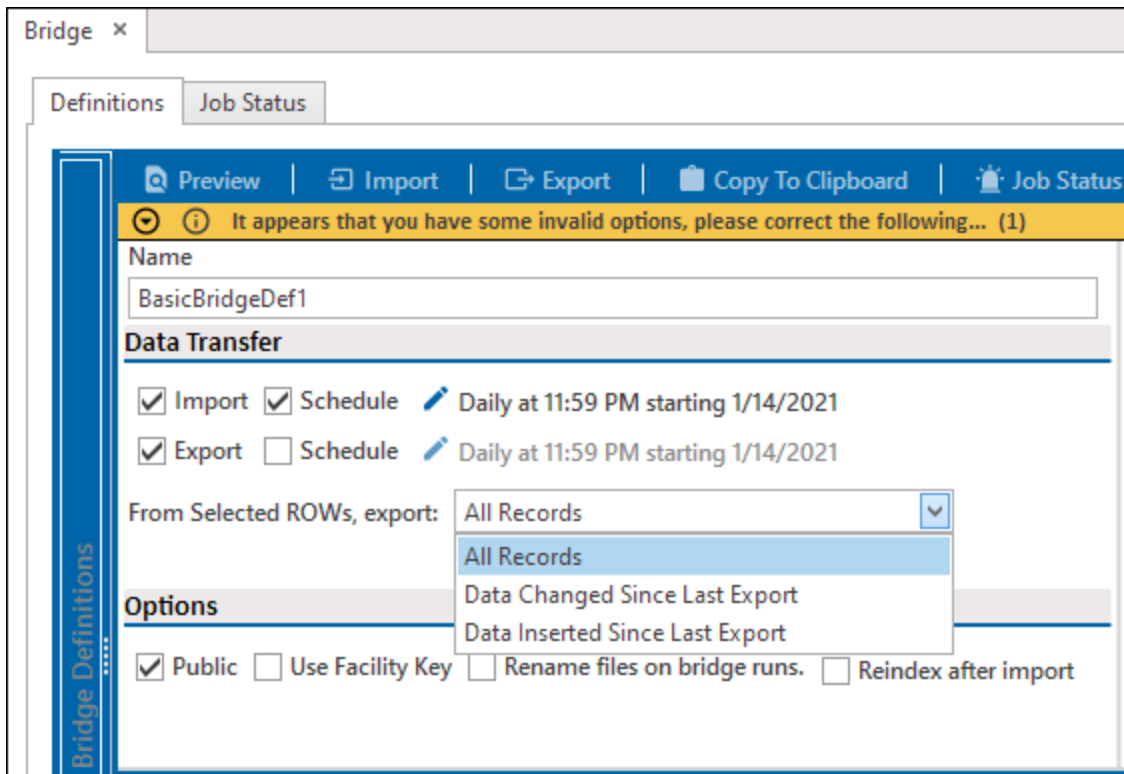 Bridge ×
Definitions Job Status
Preview Import Export Copy To Clipboard Job Status
It appears that you have some invalid options, please correct the following... (1)
Name
BasicBridgeDef1
Data Transfer
Import Schedule Daily at 11:59 PM starting 1/14/2021
Export Schedule Daily at 11:59 PM starting 1/14/2021
From Selected ROWs, export: All Records
All Records
Data Changed Since Last Export
Options
Data Inserted Since Last Export
Public Use Facility Key Rename files on bridge runs. Reindex after import
Bridge Definitions